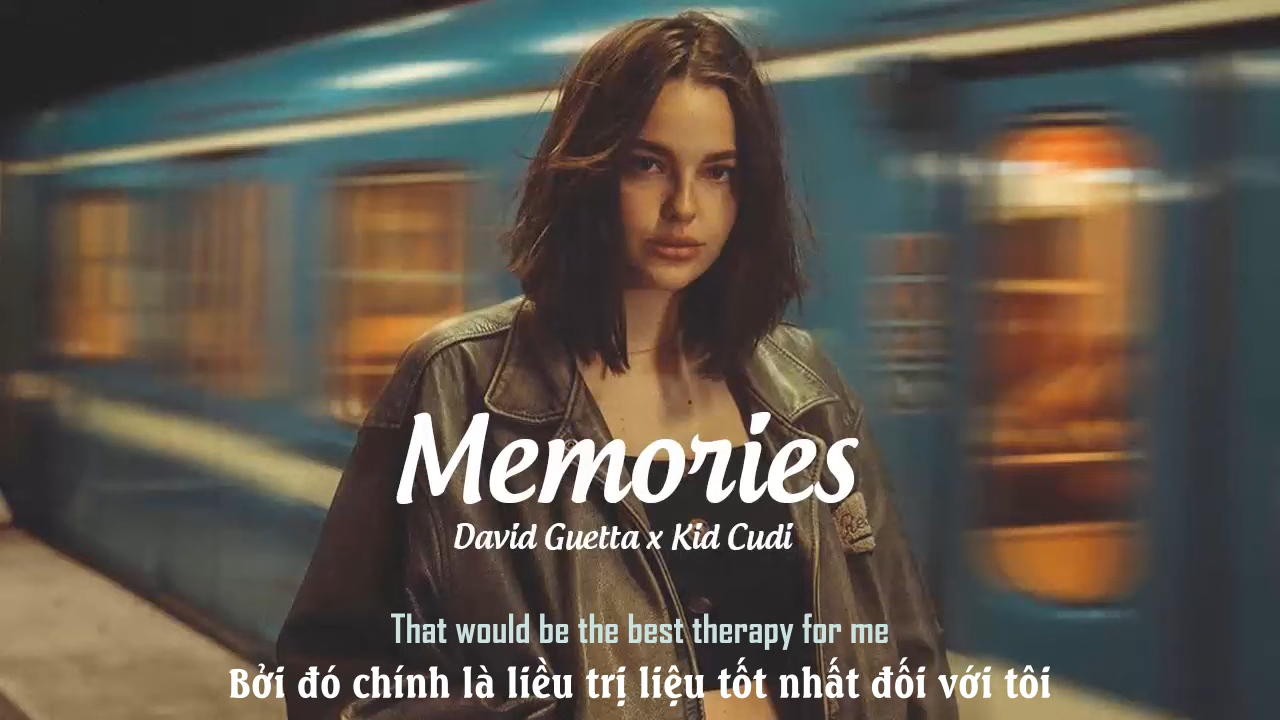 Memories
David Guetta x Kid Cudi
That would be the best therapy for me
Bởi đó chính là liều trị liệu tốt nhất đối với tôi